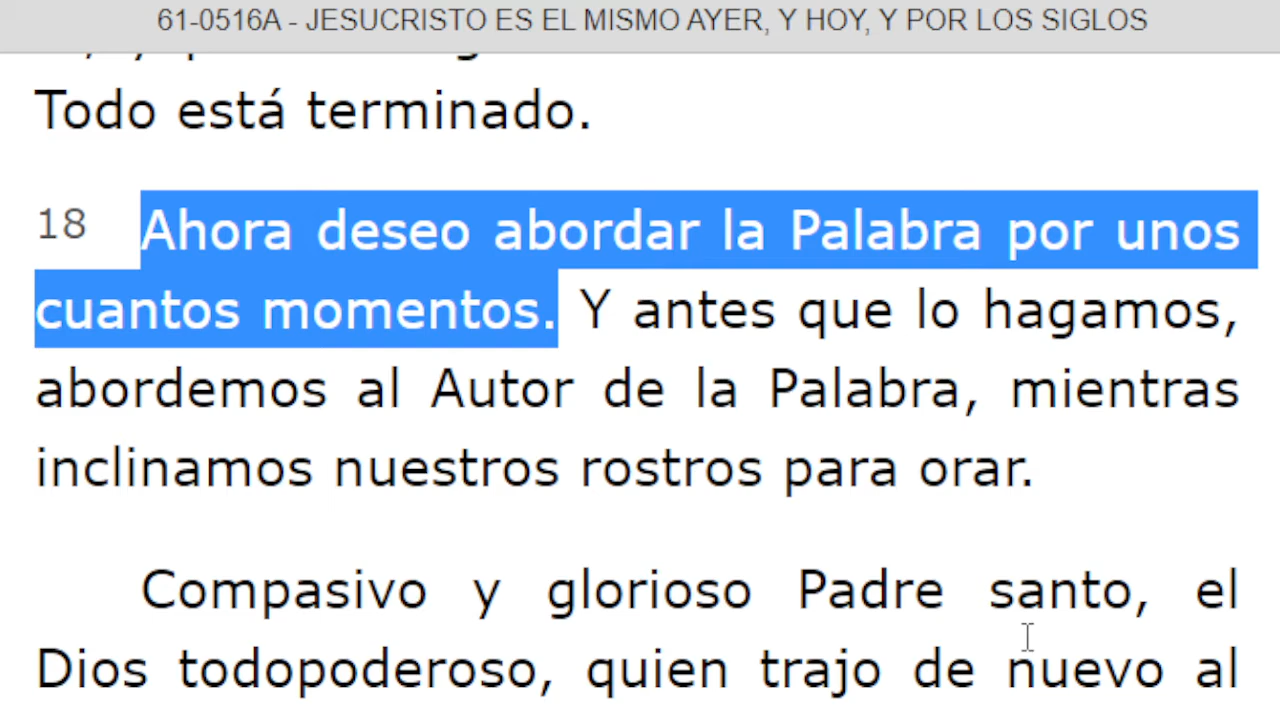 61-0516A - JESUCRISTO ES EL MISMO AYER, Y HOY, Y POR LOS SIGLOS
Todo está terminado.
18 Ahora deseo abordar la Palabra por unos
cuantos momentos. Y antes que lo hagamos,
abordemos al Autor de la Palabra, mientras
inclinamos nuestros rostros para orar.
Compasivo y glorioso Padre santo, el
Dios todopoderoso, quien trajo de nuevo al